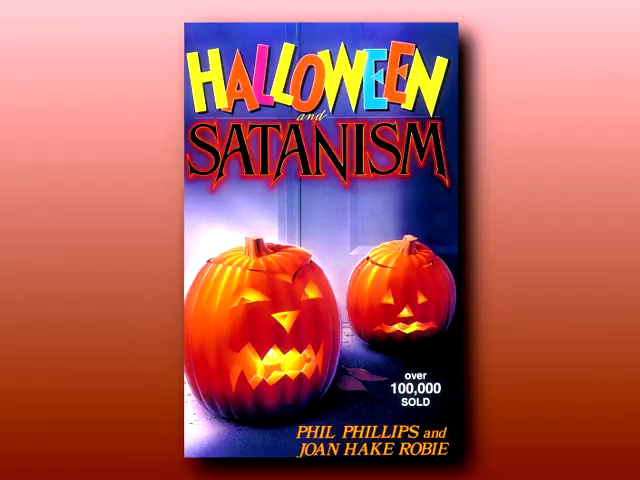 HALLOWEEN
and
SATANISM
over
100,000
SOLD
PHIL PHILLIPS and
JOAN HAKE ROBIE